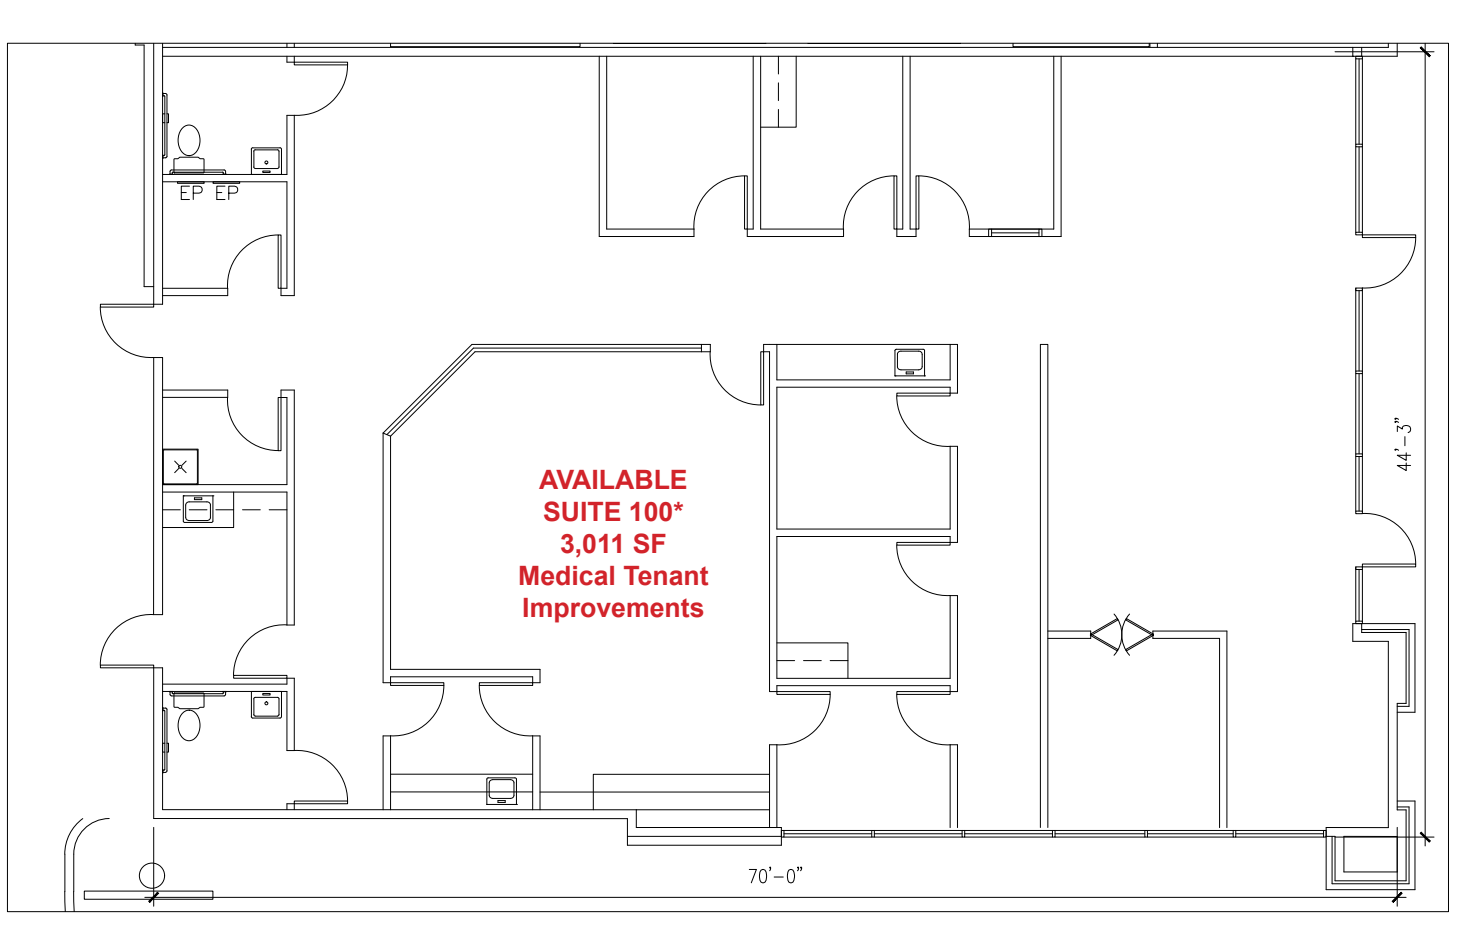 EP EP
44'-3"
AVAILABLE
SUITE 100*
3,011 SF
Medical Tenant
Improvements
70'-0"